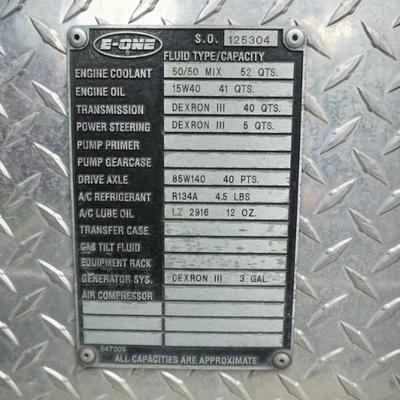 E-ONE
S.O. 125304
FLUID TYPE/CAPACITY
ENGINE COOLANT 50/50 MIX 52 QTS.
ENGINE OIL 15W40 41 QTS.
TRANSMISSION DEXRON III 40 QTS.
POWER STEERING DEXRON III 5 QTS.
PUMP PRIMER
PUMP GEARCASE
DRIVE AXLE 85W140 40 PTS.
A/C REFRIGERANT R134A 4.5 LBS
A/C LUBE OIL LZ 2916 12 OZ.
TRANSFER CASE
CAB TILT FLUID
EQUIPMENT RACK
GENERATOR SYS. DEXRON III 3 GAL.
AIR COMPRESSOR
647005
ALL CAPACITIES ARE APPROXIMATE